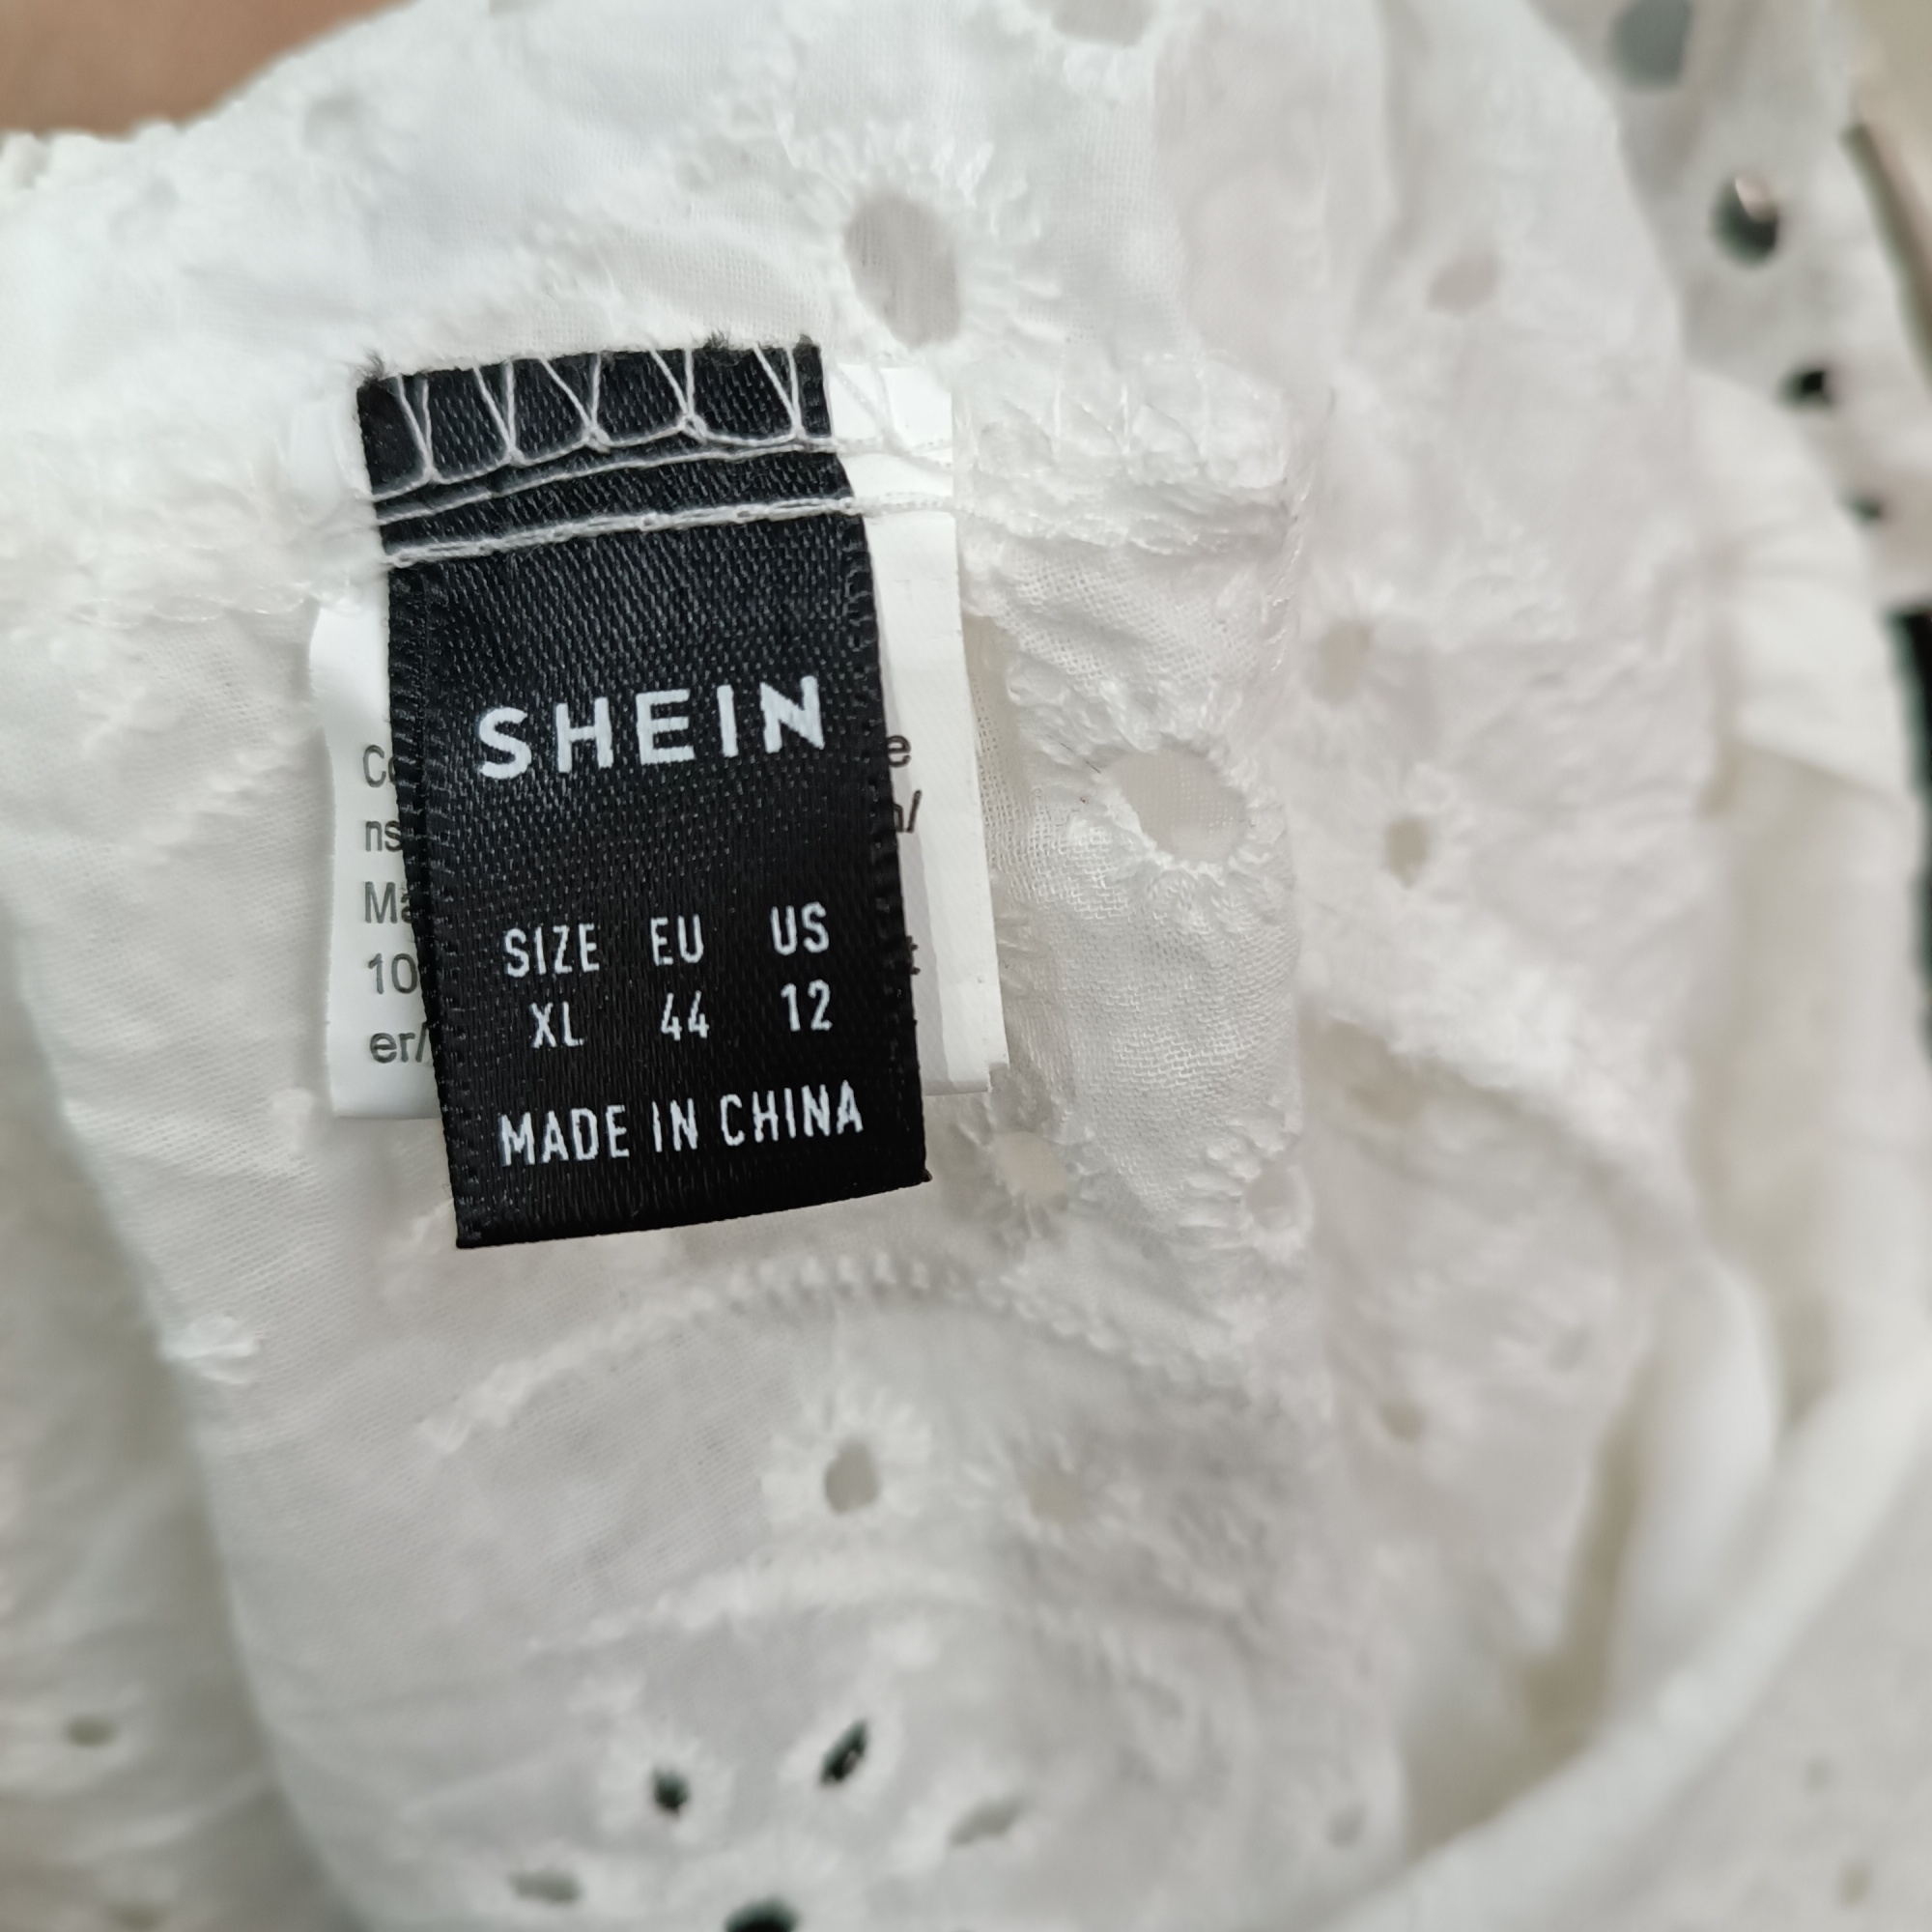 SHEIN
SIZE EU US
XL 44 12
MADE IN CHINA